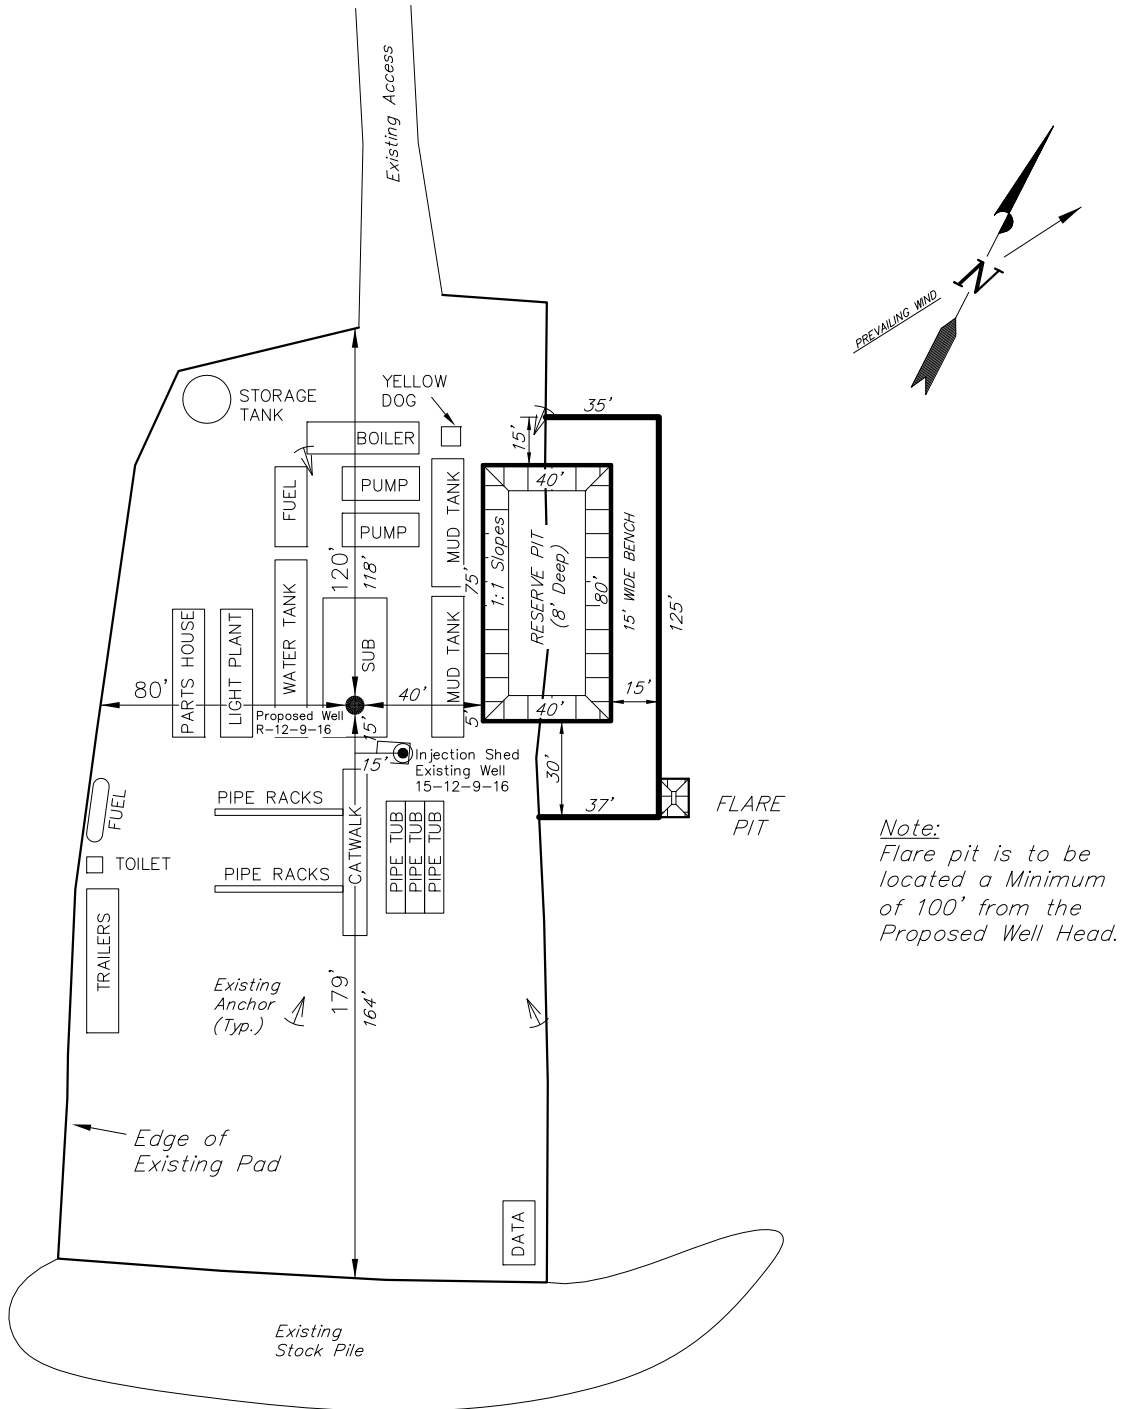 Existing Access
N
PREVAILING WIND
STORAGE
TANK
YELLOW
DOG
BOILER
35'
15'
FUEL
PUMP
PUMP
MUD TANK
40'
1:1 Slopes
RESERVE PIT
(8' Deep)
80'
15' WIDE BENCH
125'
75'
120'
118'
PARTS HOUSE
LIGHT PLANT
WATER TANK
SUB
MUD TANK
80'
40'
5'
40'
15'
Proposed Well
R-12-9-16
15'
15'
Injection Shed
Existing Well
15-12-9-16
30'
37'
FLARE
PIT
FUEL
PIPE RACKS
CATWALK
PIPE TUB
PIPE TUB
PIPE TUB
TOILET
PIPE RACKS
Note:
Flare pit is to be
located a Minimum
of 100' from the
Proposed Well Head.
TRAILERS
Existing
Anchor
(Typ.)
179'
164'
Edge of
Existing Pad
DATA
Existing
Stock Pile